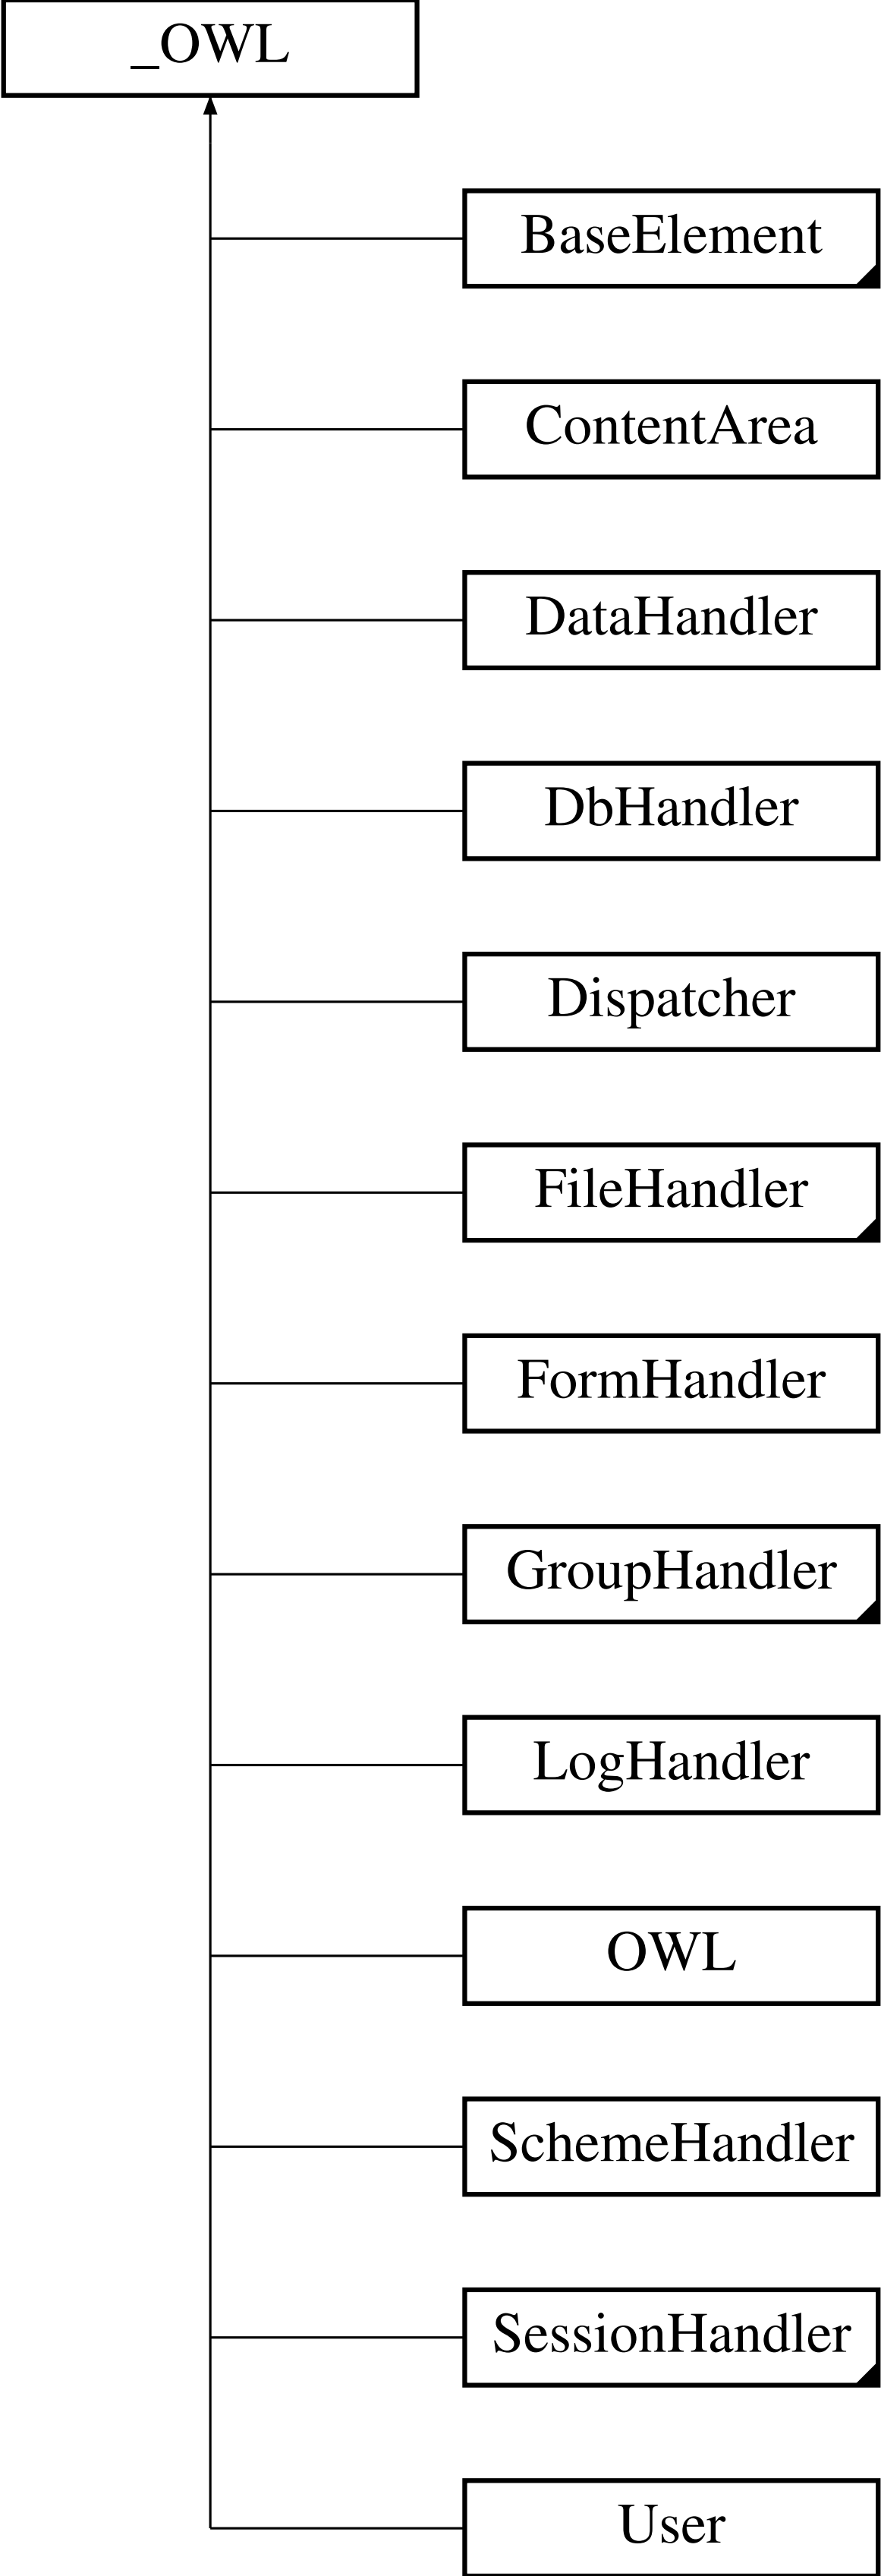 _OWL
BaseElement
ContentArea
DataHandler
DbHandler
Dispatcher
FileHandler
FormHandler
GroupHandler
LogHandler
OWL
SchemeHandler
SessionHandler
User